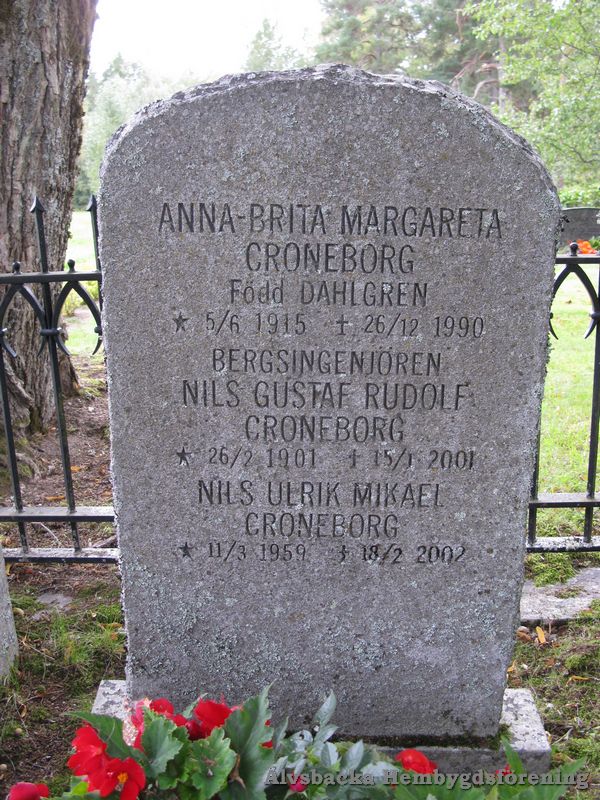 ANNA-BRITA MARGARETA
CRONEBORG
Född DAHLGREN
* 5/6 1915 ✝ 26/12 1990
BERGSINGENJÖREN
NILS GUSTAF RUDOLF
CRONEBORG
* 26/2 1901 ✝ 15/1 2001
NILS ULRIK MIKAEL
CRONEBORG
* 11/3 1959 ✝ 18/2 2002
Älvsbacka Hembygdsförening